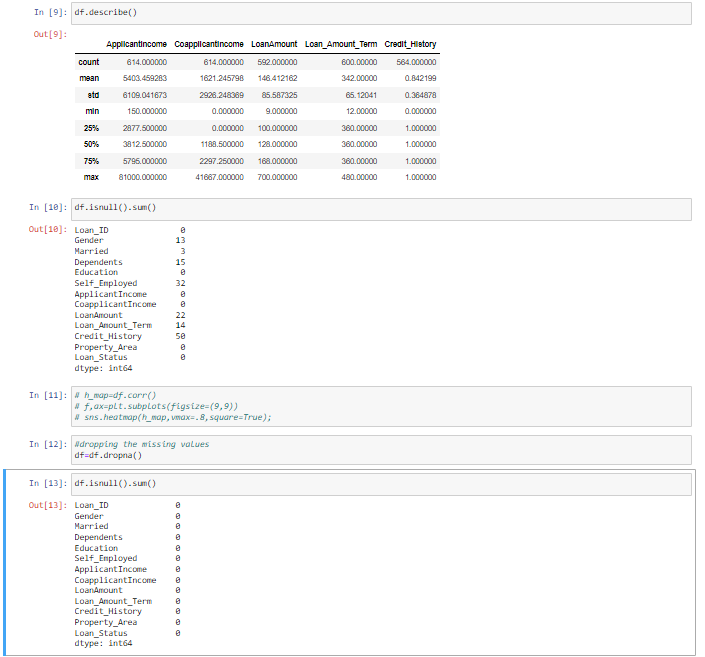 In [9]: df.describe()
Out[9]:
ApplicantIncome CoapplicantIncome LoanAmount Loan_Amount_Term Credit_History
count 614.000000 614.000000 592.000000 600.00000 564.000000
mean 5403.459283 1621.245798 146.412162 342.00000 0.842199
std 6109.041673 2926.248369 85.587325 65.12041 0.364878
min 150.000000 0.000000 9.000000 12.00000 0.000000
25% 2877.500000 0.000000 100.000000 360.00000 1.000000
50% 3812.500000 1188.500000 128.000000 360.00000 1.000000
75% 5795.000000 2297.250000 168.000000 360.00000 1.000000
max 81000.000000 41667.000000 700.000000 480.00000 1.000000
In [10]: df.isnull().sum()
Out[10]: Loan_ID 0
Gender 13
Married 3
Dependents 15
Education 0
Self_Employed 32
ApplicantIncome 0
CoapplicantIncome 0
LoanAmount 22
Loan_Amount_Term 14
Credit_History 50
Property_Area 0
Loan_Status 0
dtype: int64
In [11]: # h_map=df.corr()
# f,ax=plt.subplots(figsize=(9,9))
# sns.heatmap(h_map,vmax=.8,square=True);
In [12]: #dropping the missing values
df=df.dropna()
In [13]: df.isnull().sum()
Out[13]: Loan_ID 0
Gender 0
Married 0
Dependents 0
Education 0
Self_Employed 0
ApplicantIncome 0
CoapplicantIncome 0
LoanAmount 0
Loan_Amount_Term 0
Credit_History 0
Property_Area 0
Loan_Status 0
dtype: int64